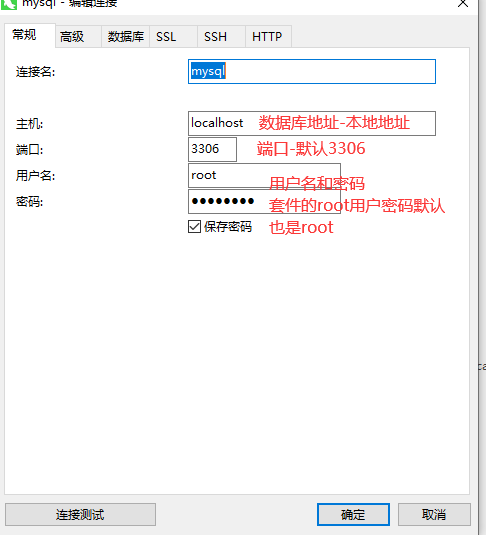 mysql - 编辑连接
常规 高级 数据库 SSL SSH HTTP
连接名: mysql
主机: localhost 数据库地址-本地地址
端口: 3306 端口-默认3306
用户名: root
用户名和密码
密码: ●●●●●●●●
套件的root用户密码默认
保存密码
也是root
连接测试 确定 取消